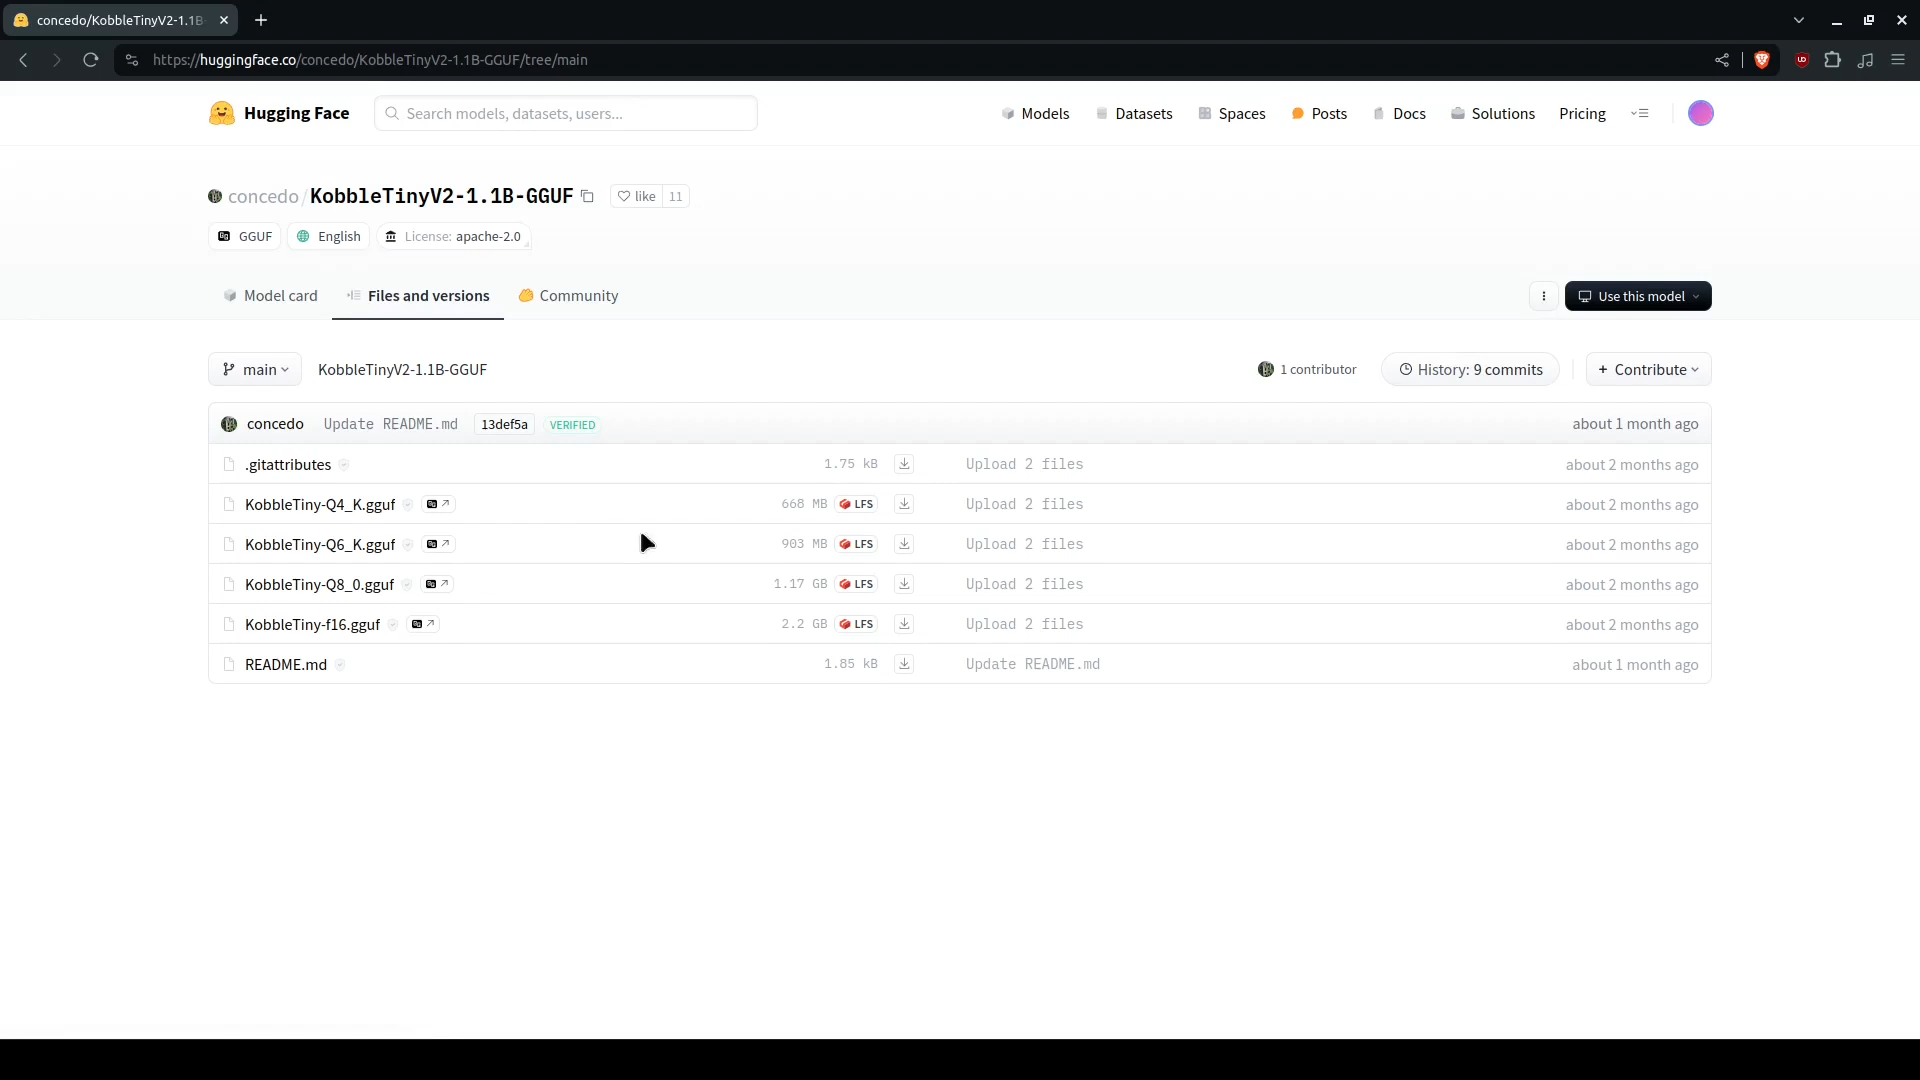 concedo/KobbleTinyV2-1.1B
https://huggingface.co/concedo/KobbleTinyV2-1.1B-GGUF/tree/main
Hugging Face
Search models, datasets, users...
Models
Datasets
Spaces
Posts
Docs
Solutions
Pricing
concedo/KobbleTinyV2-1.1B-GGUF
like 11
GGUF
English
License: apache-2.0
Model card
Files and versions
Community
Use this model
main
KobbleTinyV2-1.1B-GGUF
1 contributor
History: 9 commits
+ Contribute
concedo Update README.md 13def5a VERIFIED about 1 month ago
.gitattributes 1.75 kB Upload 2 files about 2 months ago
KobbleTiny-Q4_K.gguf 668 MB LFS Upload 2 files about 2 months ago
KobbleTiny-Q6_K.gguf 903 MB LFS Upload 2 files about 2 months ago
KobbleTiny-Q8_0.gguf 1.17 GB LFS Upload 2 files about 2 months ago
KobbleTiny-f16.gguf 2.2 GB LFS Upload 2 files about 2 months ago
README.md 1.85 kB Update README.md about 1 month ago